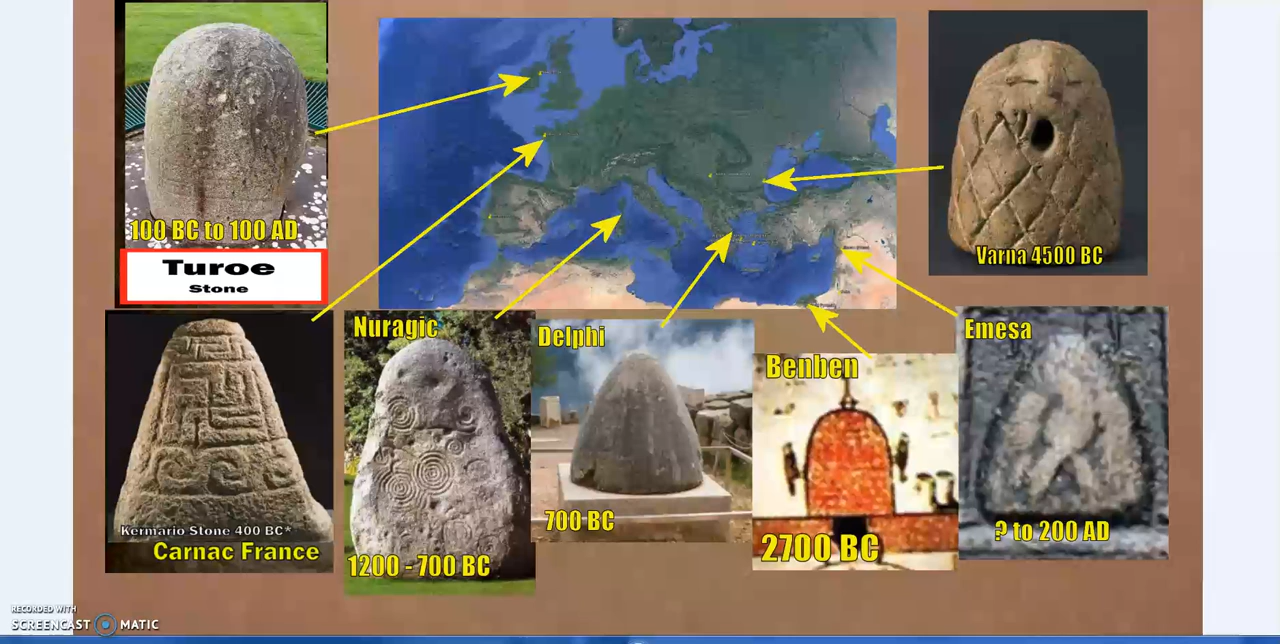 100 BC to 100 AD
Turoe
Stone
Varna 4500 BC
Kermario Stone 400 BC*
Carnac France
Nuragic
1200 - 700 BC
Delphi
700 BC
Benben
2700 BC
Emesa
? to 200 AD
RECORDED WITH
SCREENCAST MATIC